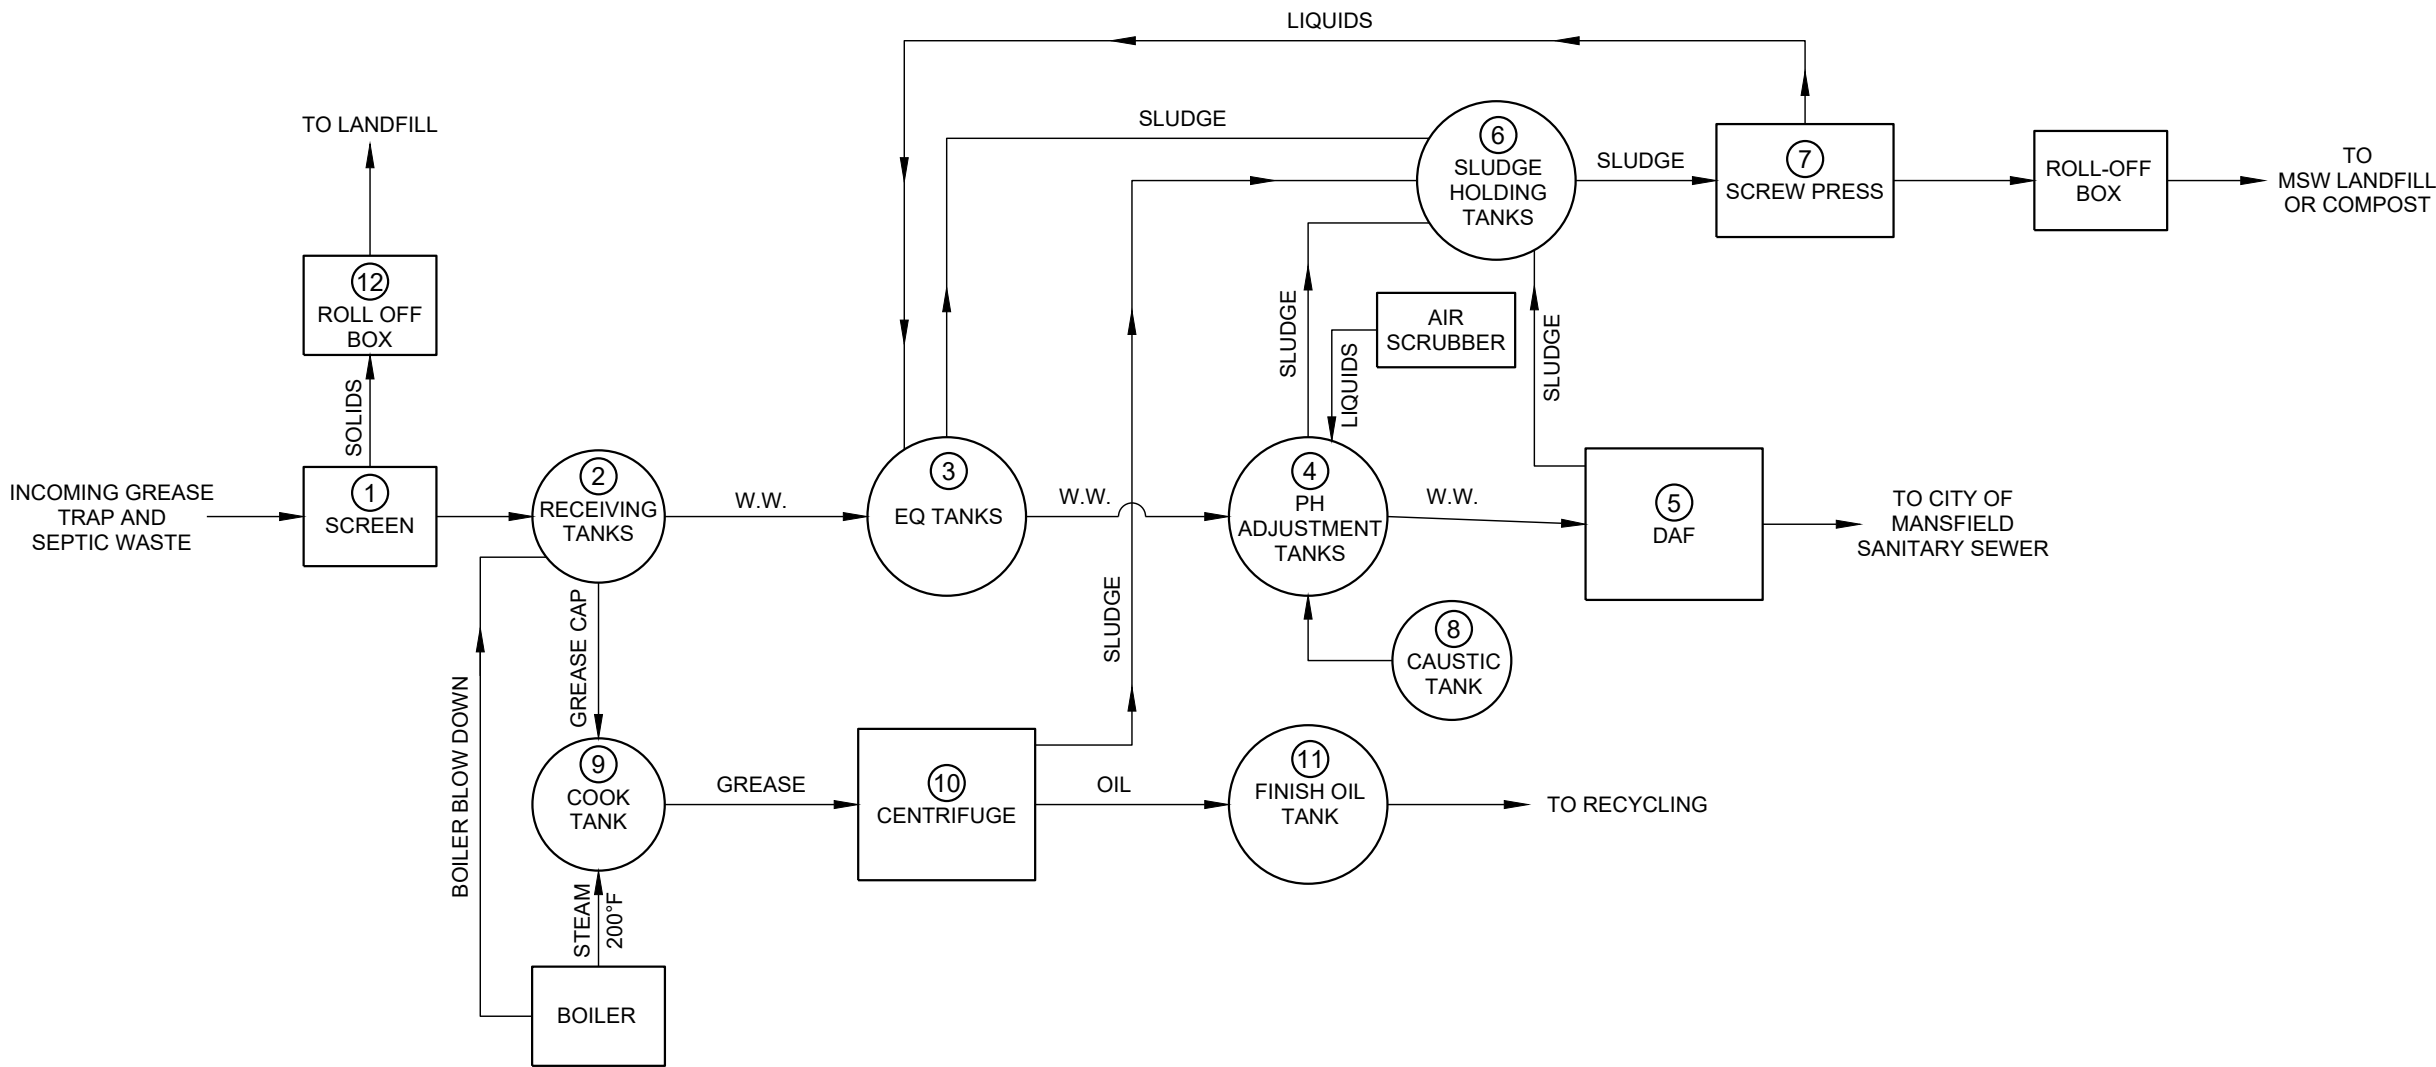 LIQUIDS
TO LANDFILL
SLUDGE
6
SLUDGE
HOLDING
TANKS
SLUDGE
7
SCREW PRESS
ROLL-OFF
BOX
TO
MSW LANDFILL
OR COMPOST
12
ROLL OFF
BOX
SLUDGE
LIQUIDS
AIR
SCRUBBER
SLUDGE
SOLIDS
INCOMING GREASE
TRAP AND
SEPTIC WASTE
1
SCREEN
2
RECEIVING
TANKS
W.W.
3
EQ TANKS
W.W.
4
PH
ADJUSTMENT
TANKS
W.W.
5
DAF
TO CITY OF
MANSFIELD
SANITARY SEWER
GREASE CAP
SLUDGE
8
CAUSTIC
TANK
BOILER BLOW DOWN
9
COOK
TANK
GREASE
10
CENTRIFUGE
OIL
11
FINISH OIL
TANK
TO RECYCLING
STEAM
200°F
BOILER